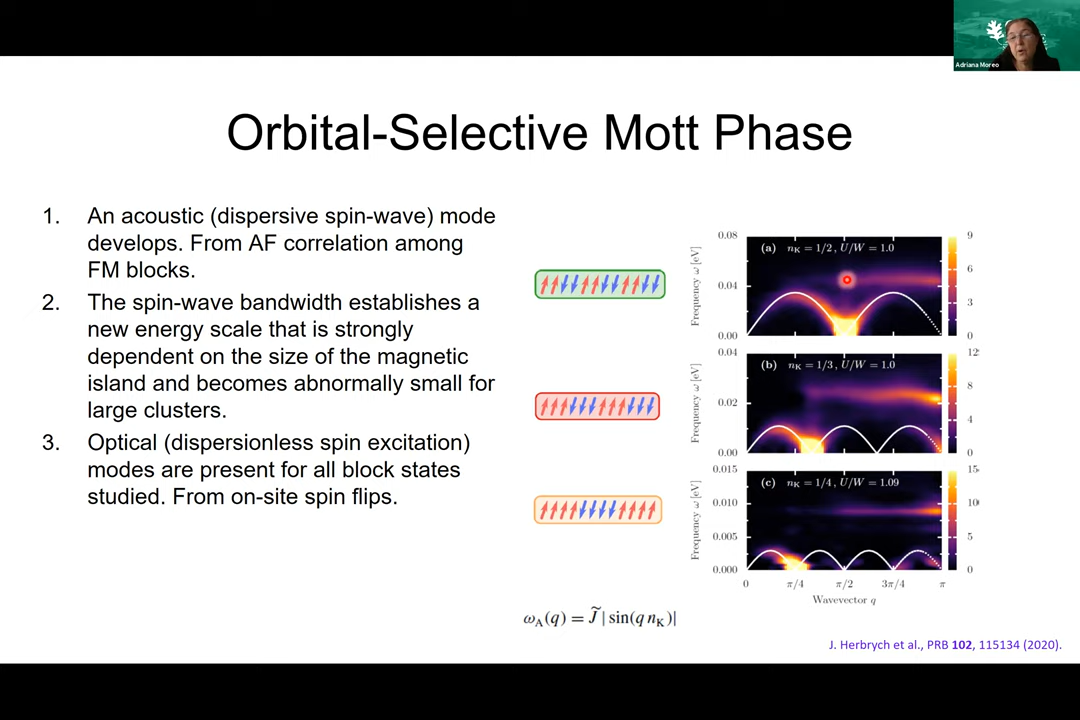 Adriana Moreo
Orbital-Selective Mott Phase
1. An acoustic (dispersive spin-wave) mode
develops. From AF correlation among
FM blocks.
2. The spin-wave bandwidth establishes a
new energy scale that is strongly
dependent on the size of the magnetic
island and becomes abnormally small for
large clusters.
3. Optical (dispersionless spin excitation)
modes are present for all block states
studied. From on-site spin flips.
(a) nK = 1/2, U/W = 1.0
Frequency ω [eV]
0.08
0.04
0.00
9
6
3
0
(b) nK = 1/3, U/W = 1.0
Frequency ω [eV]
0.04
0.02
0.00
12
8
4
0
(c) nK = 1/4, U/W = 1.09
Frequency ω [eV]
0.015
0.010
0.005
0.000
15
10
5
0
0 π/4 π/2 3π/4 π
Wavevector q
ωA(q) = J̃ | sin(q nK)|
J. Herbrych et al., PRB 102, 115134 (2020).